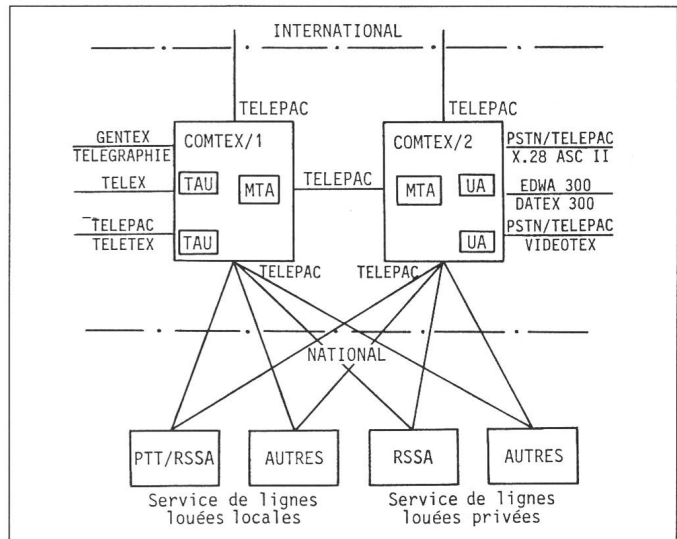 INTERNATIONAL
TELEPAC TELEPAC
GENTEX
TELEGRAPHIE
TELEX
TELEPAC
TELETEX
COMTEX/1
TAU
MTA
TAU
TELEPAC
COMTEX/2
MTA
UA
UA
PSTN/TELEPAC
X.28 ASC II
EDWA 300
DATEX 300
PSTN/TELEPAC
VIDEOTEX
TELEPAC TELEPAC
NATIONAL
PTT/RSSA AUTRES RSSA AUTRES
Service de lignes
louées locales
Service de lignes
louées privées